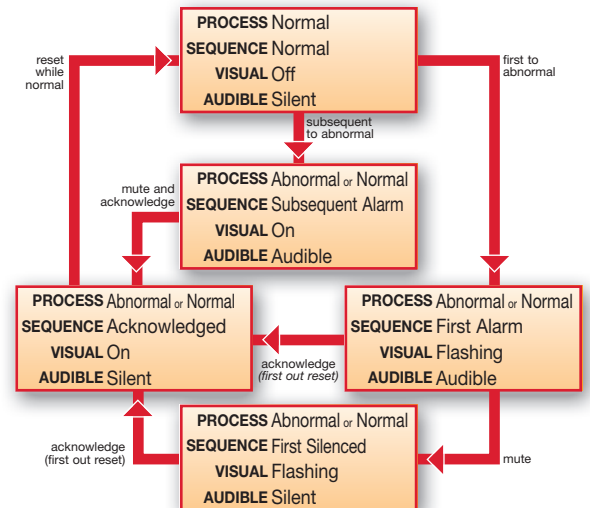 PROCESS Normal
SEQUENCE Normal
VISUAL Off
AUDIBLE Silent
reset
while
normal
first to
abnormal
subsequent
to abnormal
PROCESS Abnormal or Normal
SEQUENCE Subsequent Alarm
VISUAL On
AUDIBLE Audible
mute and
acknowledge
PROCESS Abnormal or Normal
SEQUENCE Acknowledged
VISUAL On
AUDIBLE Silent
acknowledge
(first out reset)
PROCESS Abnormal or Normal
SEQUENCE First Alarm
VISUAL Flashing
AUDIBLE Audible
acknowledge
(first out reset)
PROCESS Abnormal or Normal
SEQUENCE First Silenced
VISUAL Flashing
AUDIBLE Silent
mute